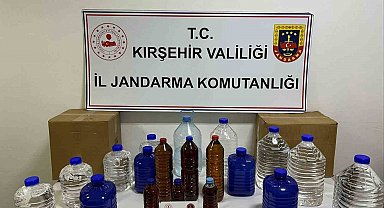 T.C.
KIRŞEHİR VALİLİĞİ
İL JANDARMA KOMUTANLIĞI